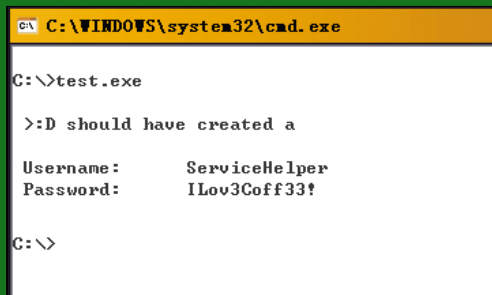 C:\WINDOWS\system32\cmd.exe
C:\>test.exe
>:D should have created a
Username: ServiceHelper
Password: ILov3Coff33!
C:\>